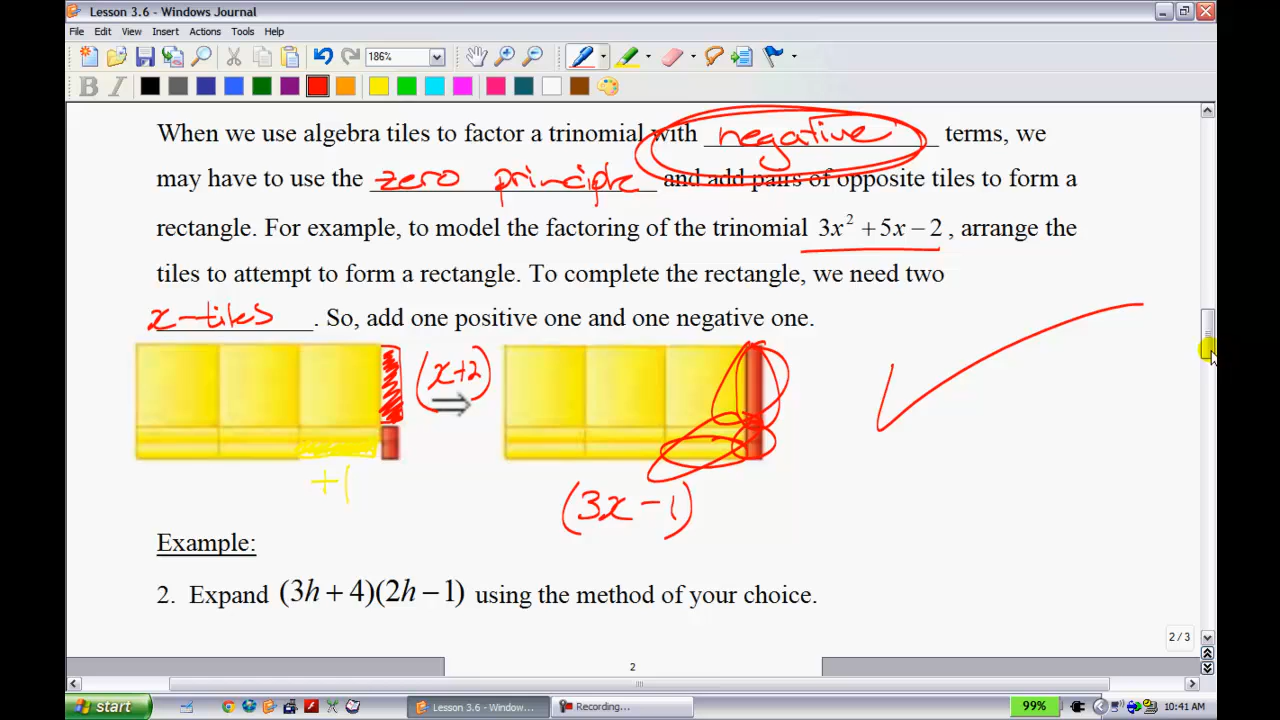 Lesson 3.6 - Windows Journal
File Edit View Insert Actions Tools Help
186%
When we use algebra tiles to factor a trinomial with negative terms, we
may have to use the zero principle and add pairs of opposite tiles to form a
rectangle. For example, to model the factoring of the trinomial 3x² + 5x − 2, arrange the
tiles to attempt to form a rectangle. To complete the rectangle, we need two
x-tiles. So, add one positive one and one negative one.
(x+2)
⇒
+1
(3x-1)
Example:
2. Expand (3h + 4)(2h − 1) using the method of your choice.
2/3
2
start Lesson 3.6 - Window... Recording... 99% 10:41 AM